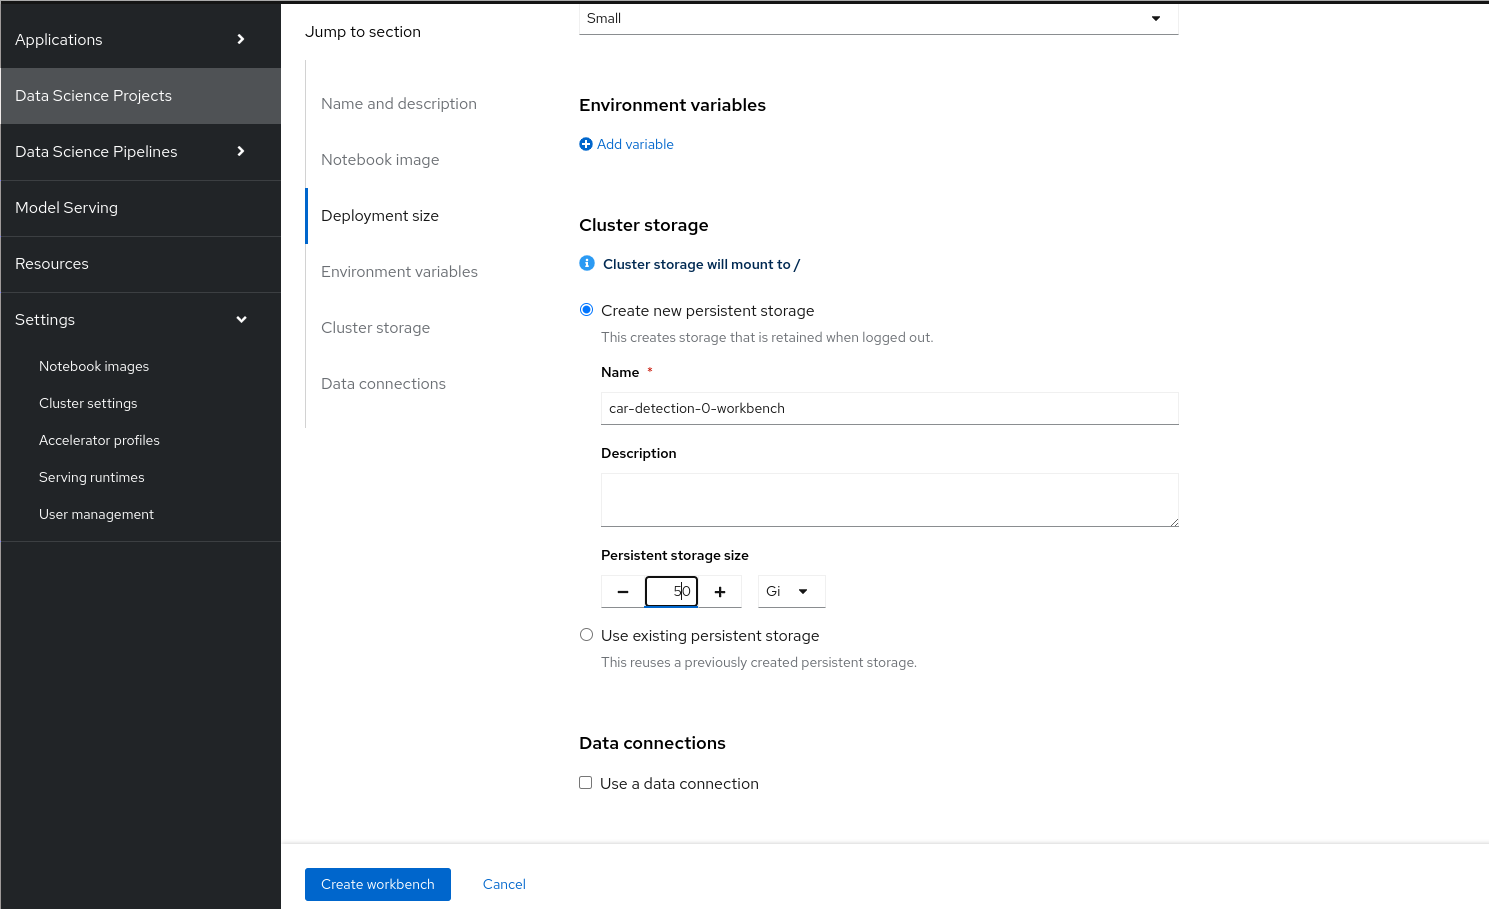 Applications
Data Science Projects
Data Science Pipelines
Model Serving
Resources
Settings
Notebook images
Cluster settings
Accelerator profiles
Serving runtimes
User management
Jump to section
Name and description
Notebook image
Deployment size
Environment variables
Cluster storage
Data connections
Small
Environment variables
Add variable
Cluster storage
Cluster storage will mount to /
Create new persistent storage
This creates storage that is retained when logged out.
Name *
car-detection-0-workbench
Description
Persistent storage size
50 Gi
Use existing persistent storage
This reuses a previously created persistent storage.
Data connections
Use a data connection
Create workbench Cancel